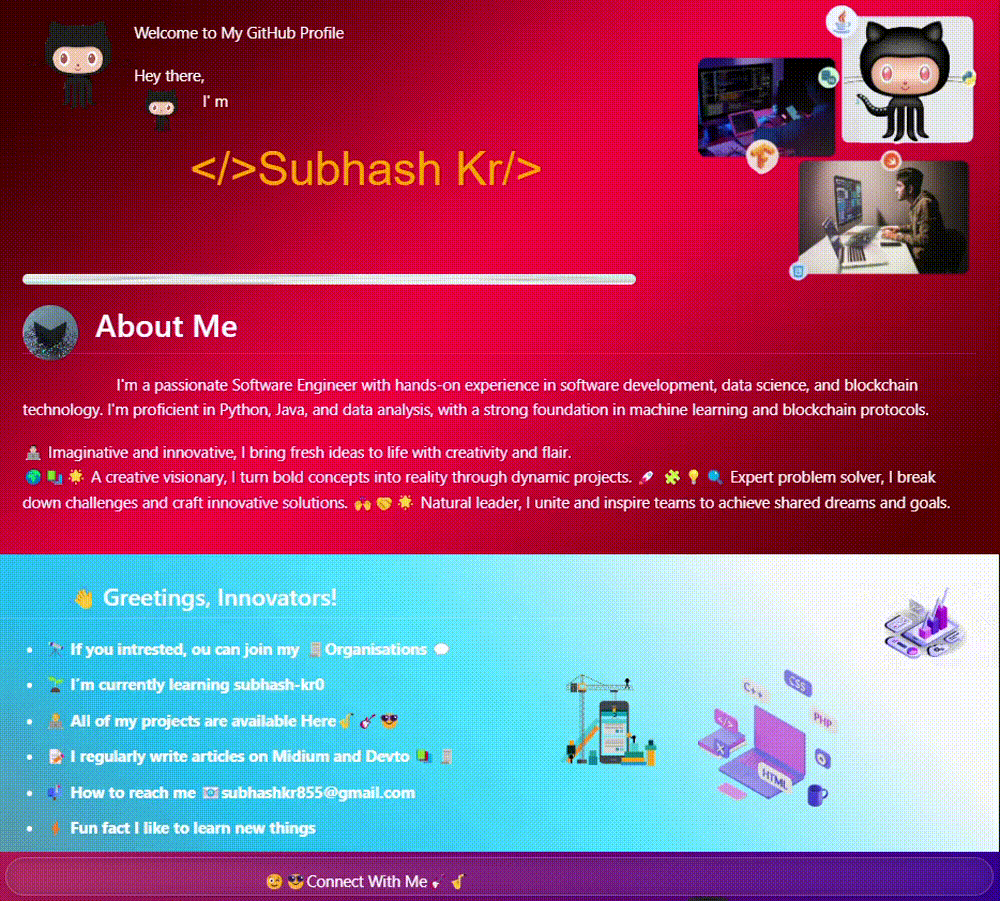 Welcome to My GitHub Profile
Hey there,
I' m
</>Subhash Kr/>
About Me
I'm a passionate Software Engineer with hands-on experience in software development, data science, and blockchain
technology. I'm proficient in Python, Java, and data analysis, with a strong foundation in machine learning and blockchain protocols.
Imaginative and innovative, I bring fresh ideas to life with creativity and flair.
A creative visionary, I turn bold concepts into reality through dynamic projects. Expert problem solver, I break
down challenges and craft innovative solutions. Natural leader, I unite and inspire teams to achieve shared dreams and goals.
Greetings, Innovators!
If you intrested, ou can join my Organisations
I'm currently learning subhash-kr0
All of my projects are available Here
I regularly write articles on Midium and Devto
How to reach me subhashkr855@gmail.com
Fun fact I like to learn new things
C++
CSS
</>
PHP
X
HTML
Connect With Me